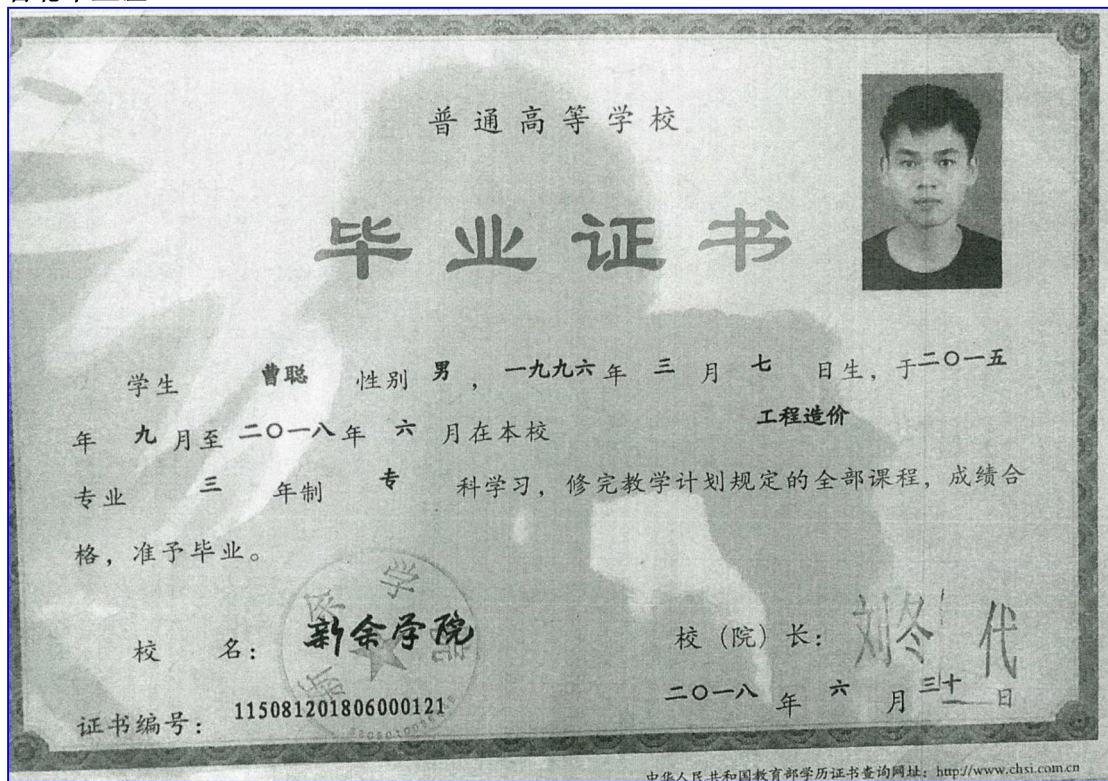 普通高等学校
毕业证书
学生 曹聪 性别 男 ，一九九六 年 三 月 七 日生，于二〇一五
年 九 月至 二〇一八 年 六 月在本校 工程造价
专业 三 年制 专 科学习，修完教学计划规定的全部课程，成绩合
格，准予毕业。
校 名：新余学院 校（院）长：刘冬代
二〇一八 年 六 月 三十 日
证书编号：115081201806000121
中华人民共和国教育部学历证书查询网址：http://www.chsi.com.cn